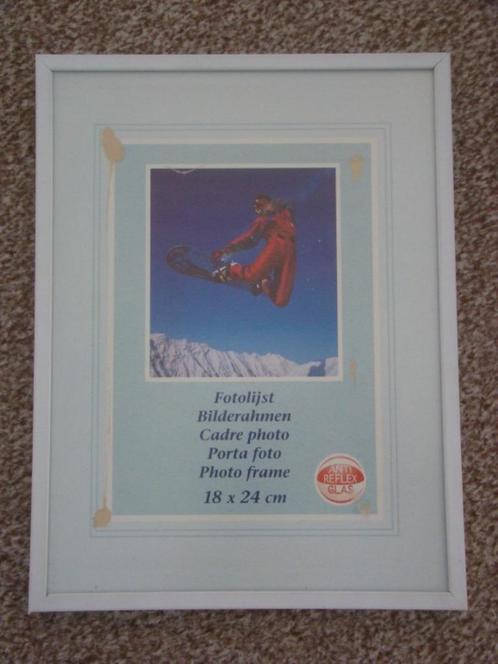 Fotolijst
Bilderahmen
Cadre photo
Porta foto
Photo frame
18 x 24 cm
ANTI
REFLEX
GLAS